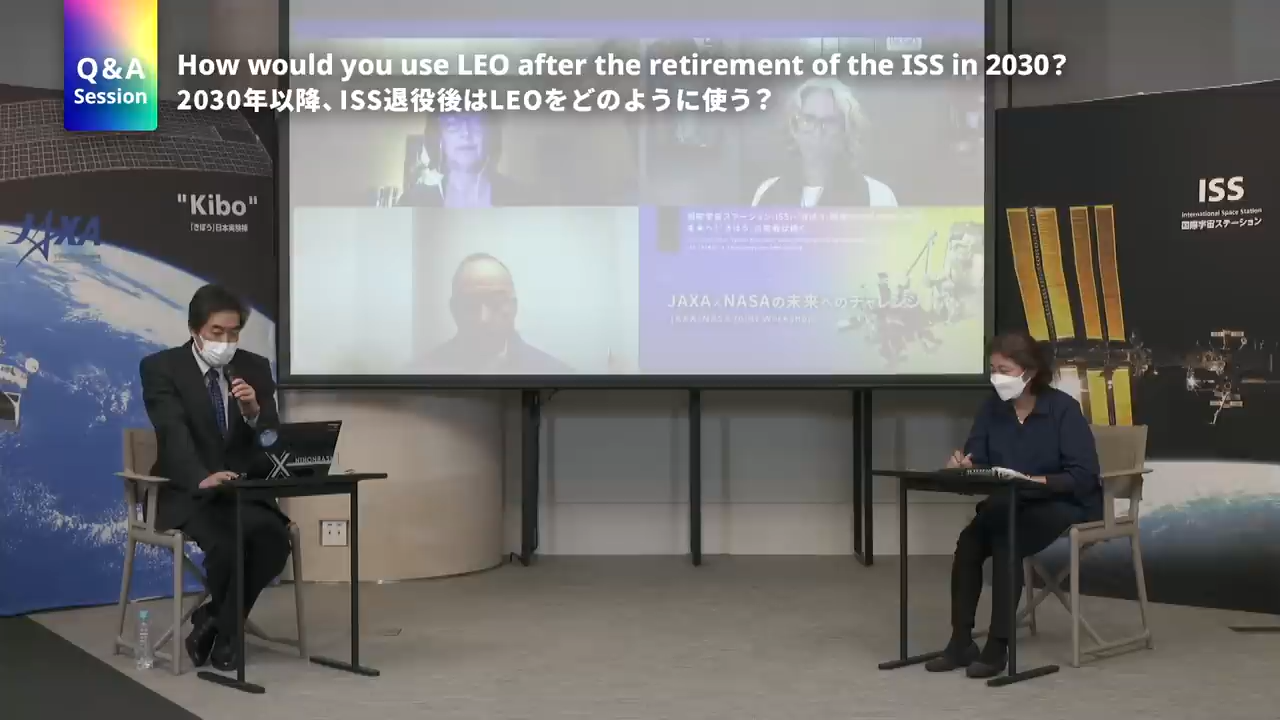 Q&A
Session
How would you use LEO after the retirement of the ISS in 2030?
2030年以降、ISS退役後はLEOをどのように使う？
"Kibo"
「きぼう」日本実験棟
JAXA
ISS
International Space Station
国際宇宙ステーション
JAXA×NASAの未来へのチャレンジ
X NIHONBASHI